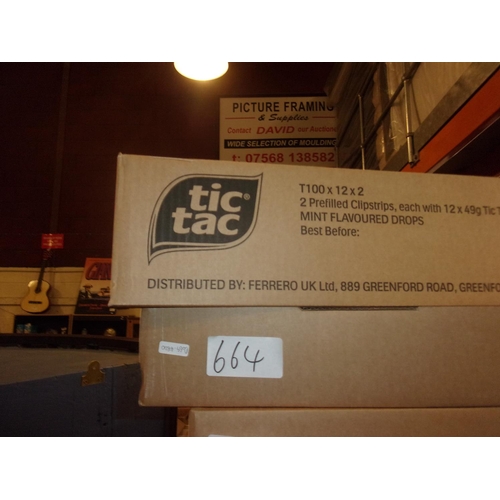 PICTURE FRAMING
& Supplies
Contact DAVID
WIDE SELECTION OF MOULDING
t: 07568 138582
tic
tac
T100 x 12 x 2
2 Prefilled Clipstrips, each with 12 x 49g Tic T
MINT FLAVOURED DROPS
Best Before:
DISTRIBUTED BY: FERRERO UK Ltd, 889 GREENFORD ROAD, GREENFO
664